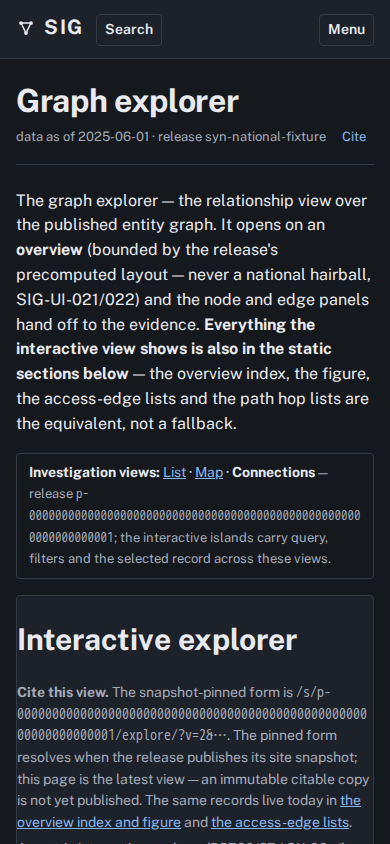 SIG Search Menu
Graph explorer
data as of 2025-06-01 · release syn-national-fixture Cite
The graph explorer — the relationship view over
the published entity graph. It opens on an
overview (bounded by the release's
precomputed layout — never a national hairball,
SIG-UI-021/022) and the node and edge panels
hand off to the evidence. Everything the
interactive view shows is also in the static
sections below — the overview index, the figure,
the access-edge lists and the path hop lists are
the equivalent, not a fallback.
Investigation views: List · Map · Connections —
release p-
0000000000000000000000000000000000000000000000000
0000000000001; the interactive islands carry query,
filters and the selected record across these views.
Interactive explorer
Cite this view. The snapshot-pinned form is /s/p-
0000000000000000000000000000000000000000000000000000
00000000000001/explore/?v=2&···. The pinned form
resolves when the release publishes its site snapshot;
this page is the latest view — an immutable citable copy
is not yet published. The same records live today in the
overview index and figure and the access-edge lists.